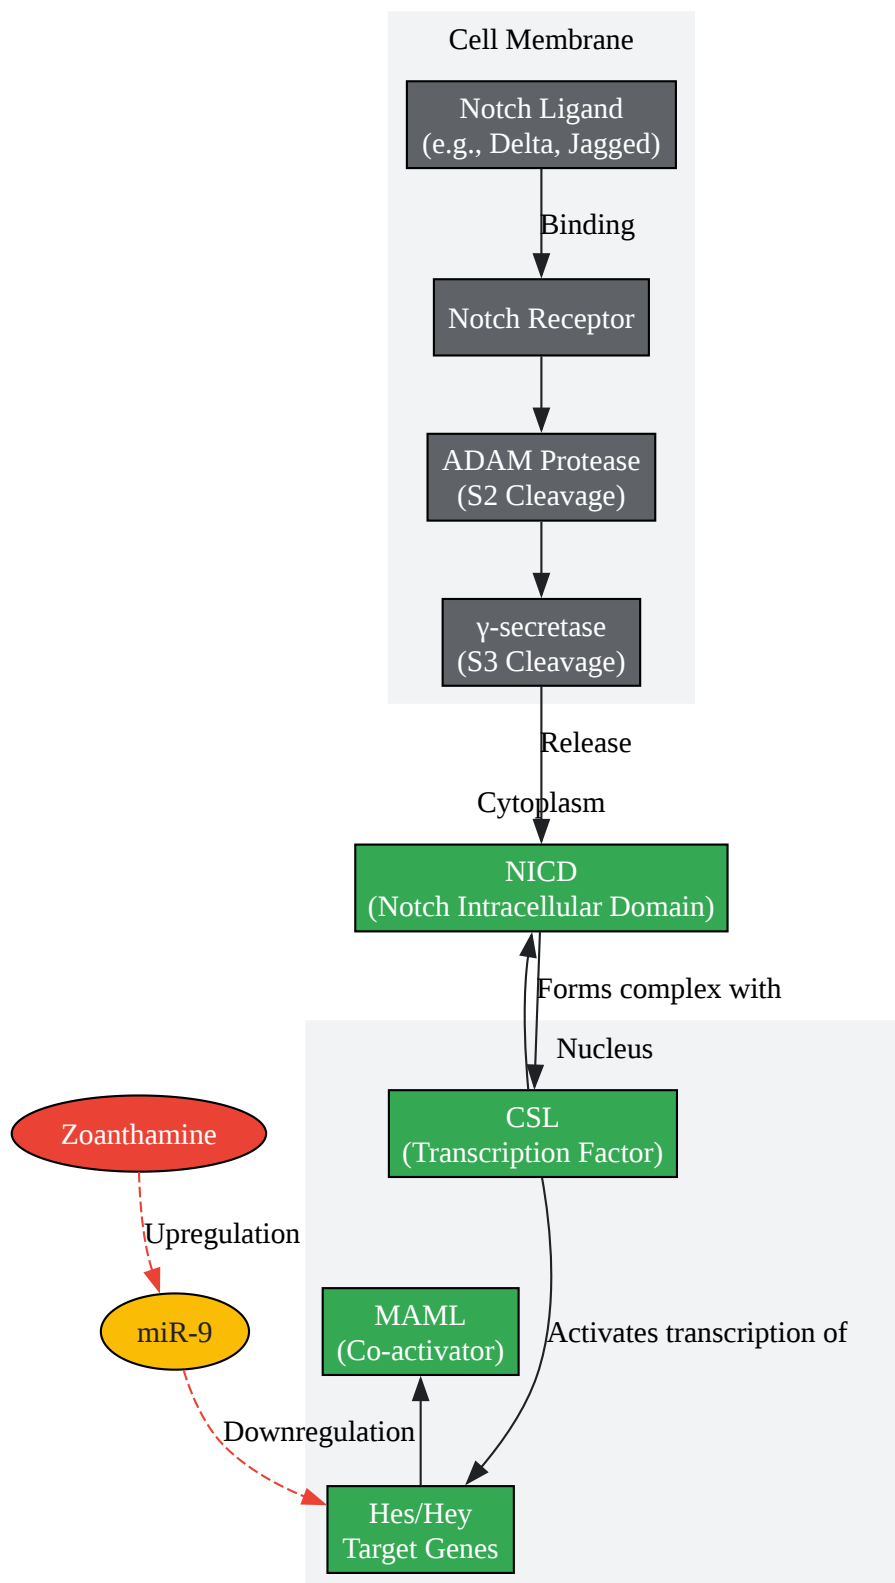 Cell Membrane
Notch Ligand
(e.g., Delta, Jagged)
Binding
Notch Receptor
ADAM Protease
(S2 Cleavage)
γ-secretase
(S3 Cleavage)
Release
Cytoplasm
NICD
(Notch Intracellular Domain)
Forms complex with
Nucleus
CSL
(Transcription Factor)
Zoanthamine
Upregulation
miR-9
MAML
(Co-activator)
Activates transcription of
Downregulation
Hes/Hey
Target Genes